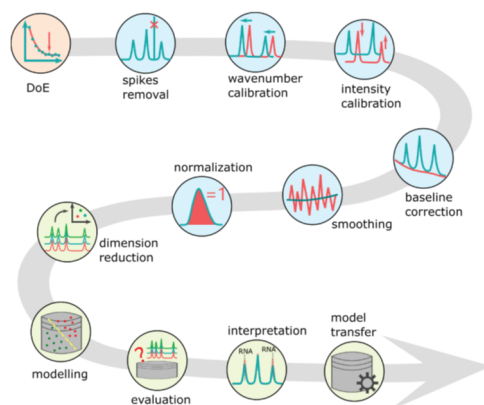 DoE
spikes
removal
wavenumber
calibration
intensity
calibration
baseline
correction
smoothing
normalization
=1
dimension
reduction
modelling
?
evaluation
interpretation
RNA RNA
model
transfer